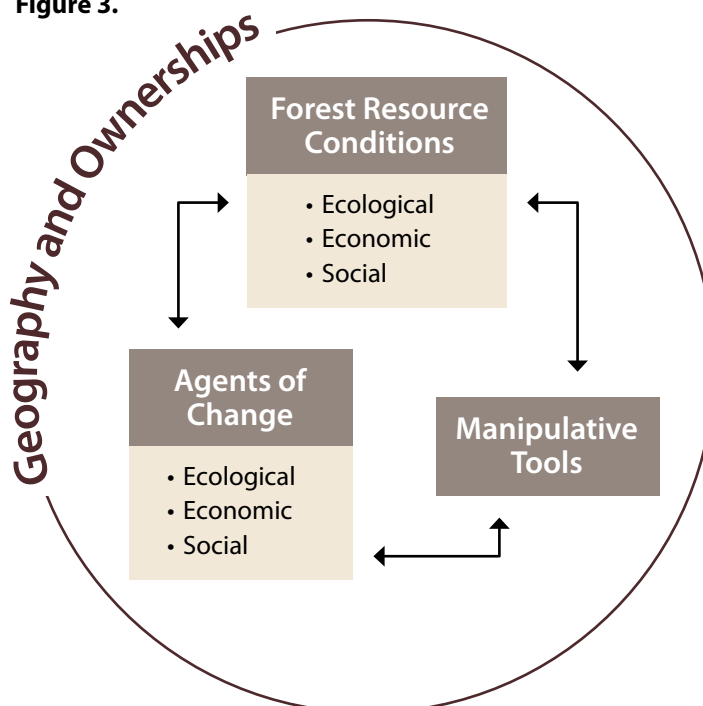 Figure 3.
Geography and Ownerships
Forest Resource
Conditions
• Ecological
• Economic
• Social
Agents of
Change
• Ecological
• Economic
• Social
Manipulative
Tools